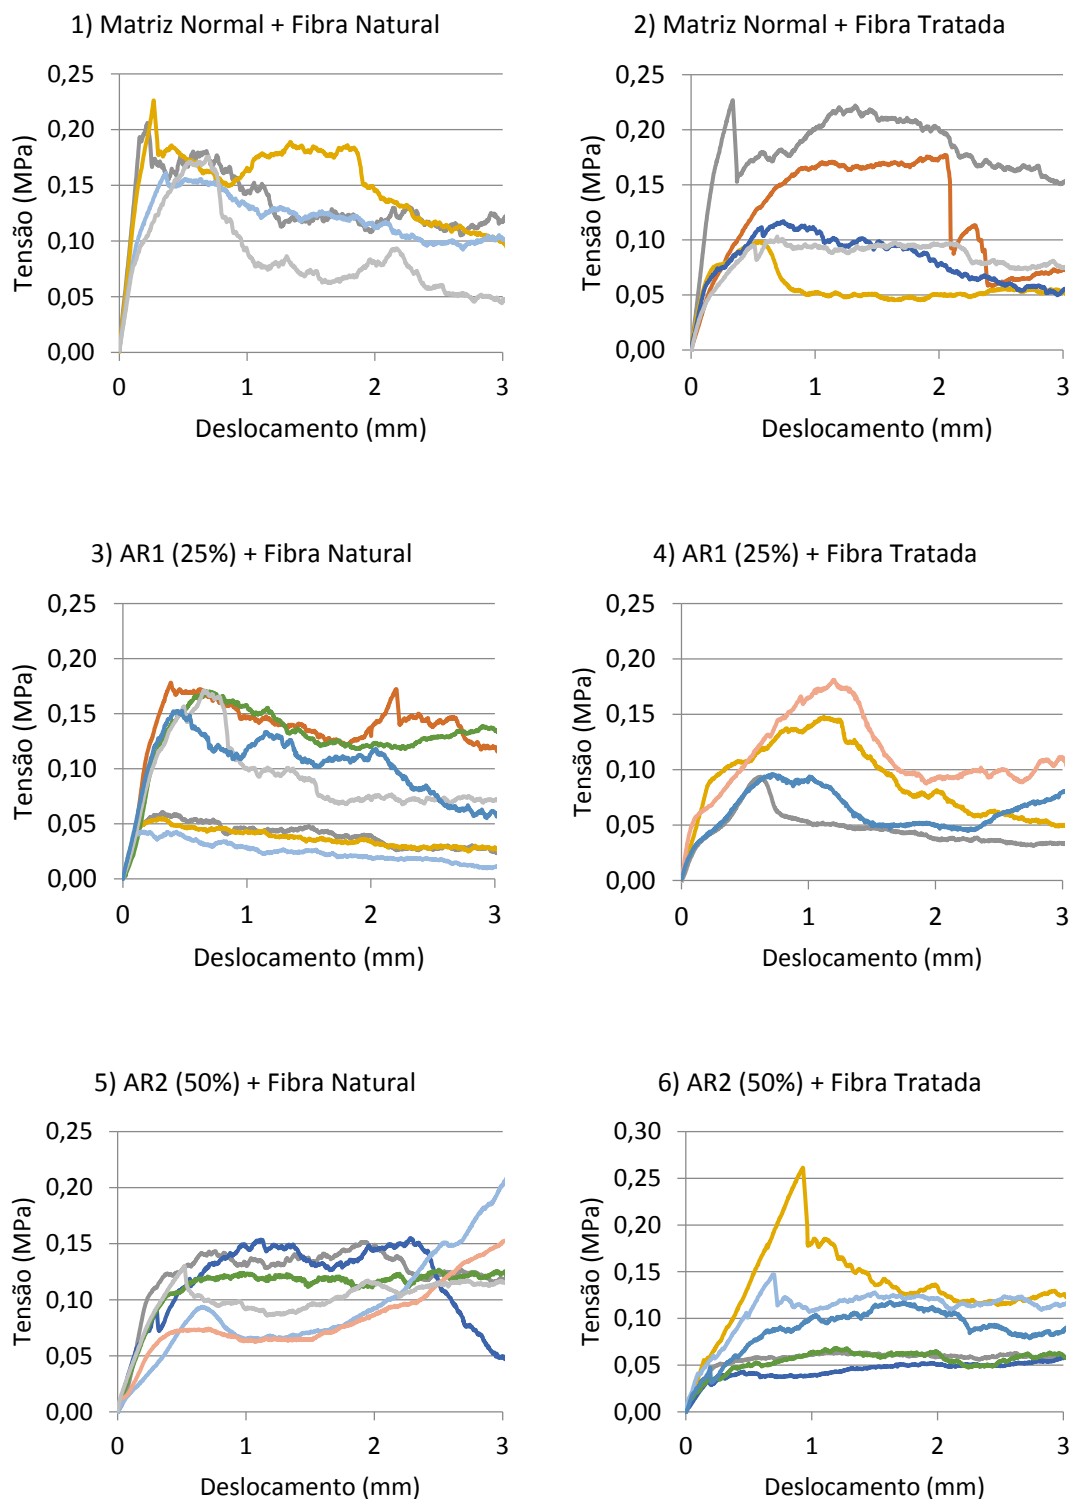 1) Matriz Normal + Fibra Natural
0,25
0,20
0,15
0,10
0,05
0,00
Tensão (MPa)
0 1 2 3
Deslocamento (mm)
2) Matriz Normal + Fibra Tratada
0,25
0,20
0,15
0,10
0,05
0,00
Tensão (MPa)
0 1 2 3
Deslocamento (mm)
3) AR1 (25%) + Fibra Natural
0,25
0,20
0,15
0,10
0,05
0,00
Tensão (MPa)
0 1 2 3
Deslocamento (mm)
4) AR1 (25%) + Fibra Tratada
0,25
0,20
0,15
0,10
0,05
0,00
Tensão (MPa)
0 1 2 3
Deslocamento (mm)
5) AR2 (50%) + Fibra Natural
0,25
0,20
0,15
0,10
0,05
0,00
Tensão (MPa)
0 1 2 3
Deslocamento (mm)
6) AR2 (50%) + Fibra Tratada
0,30
0,25
0,20
0,15
0,10
0,05
0,00
Tensão (MPa)
0 1 2 3
Deslocamento (mm)